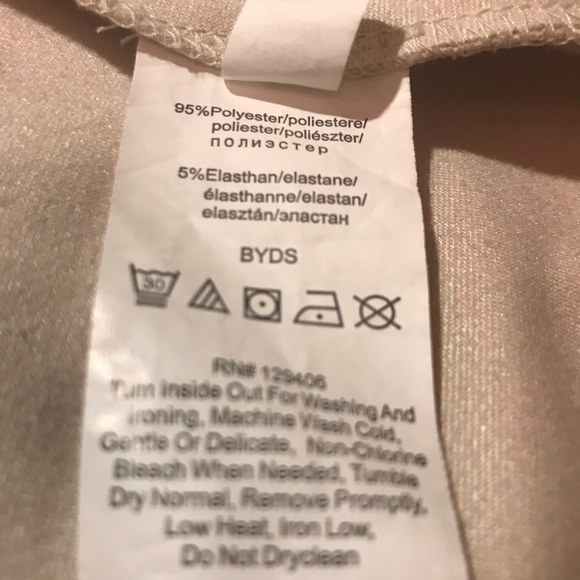 95%Polyester/poliestere/
poliester/poliészter/
полиэстер
5%Elasthan/elastane/
élasthanne/elastan/
elasztán/эластан
BYDS
30
RN# 129406
Turn Inside Out For Washing And
Ironing, Machine Wash Cold,
Gentle Or Delicate, Non-Chlorine
Bleach When Needed, Tumble
Dry Normal, Remove Promptly,
Low Heat, Iron Low,
Do Not Dryclean